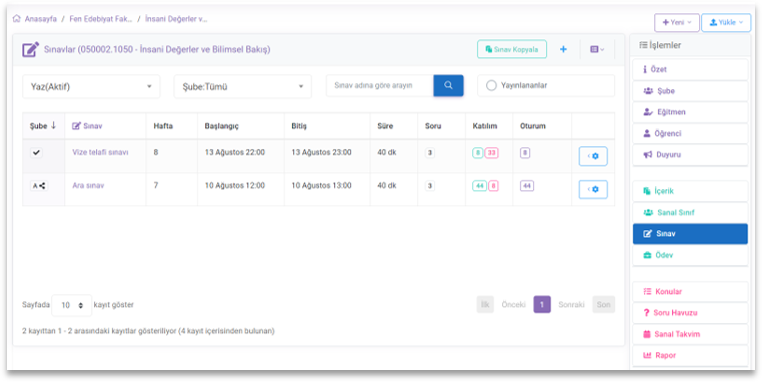 Anasayfa / Fen Edebiyat Fak... / İnsani Değerler v...
+ Yeni
Yükle
Sınavlar (050002.1050 - İnsani Değerler ve Bilimsel Bakış)
Sınav Kopyala
+
Yaz(Aktif)
Şube:Tümü
Sınav adına göre arayın
Yayınlananlar
Şube ↓ Sınav Hafta Başlangıç Bitiş Süre Soru Katılım Oturum
Vize telafi sınavı 8 13 Ağustos 22:00 13 Ağustos 23:00 40 dk 3 8 33 8
A Ara sınav 7 10 Ağustos 12:00 10 Ağustos 13:00 40 dk 3 44 8 44
Sayfada 10 kayıt göster
İlk Önceki 1 Sonraki Son
2 kayıttan 1 - 2 arasındaki kayıtlar gösteriliyor (4 kayıt içerisinden bulunan)
İşlemler
Özet
Şube
Eğitmen
Öğrenci
Duyuru
İçerik
Sanal Sınıf
Sınav
Ödev
Konular
? Soru Havuzu
Sanal Takvim
Rapor